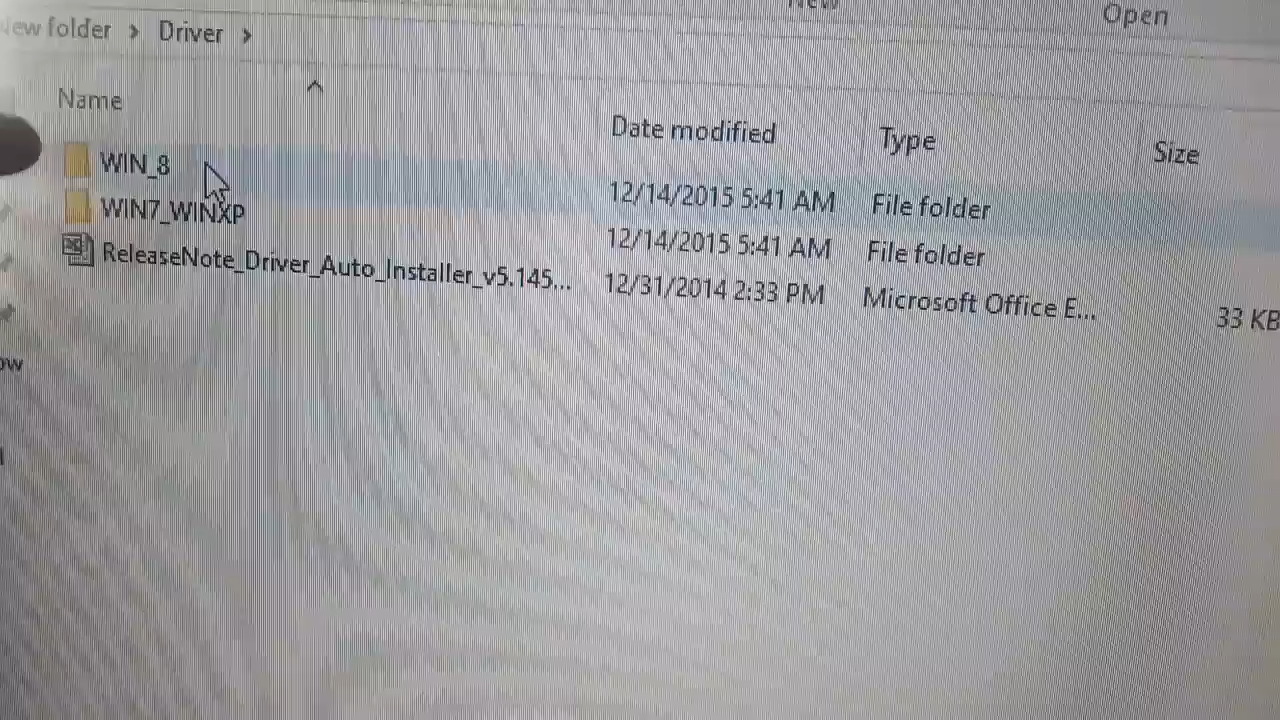 Open
New folder > Driver >
Name Date modified Type Size
WIN_8 12/14/2015 5:41 AM File folder
WIN7_WINXP 12/14/2015 5:41 AM File folder
ReleaseNote_Driver_Auto_Installer_v5.145... 12/31/2014 2:33 PM Microsoft Office E... 33 KB